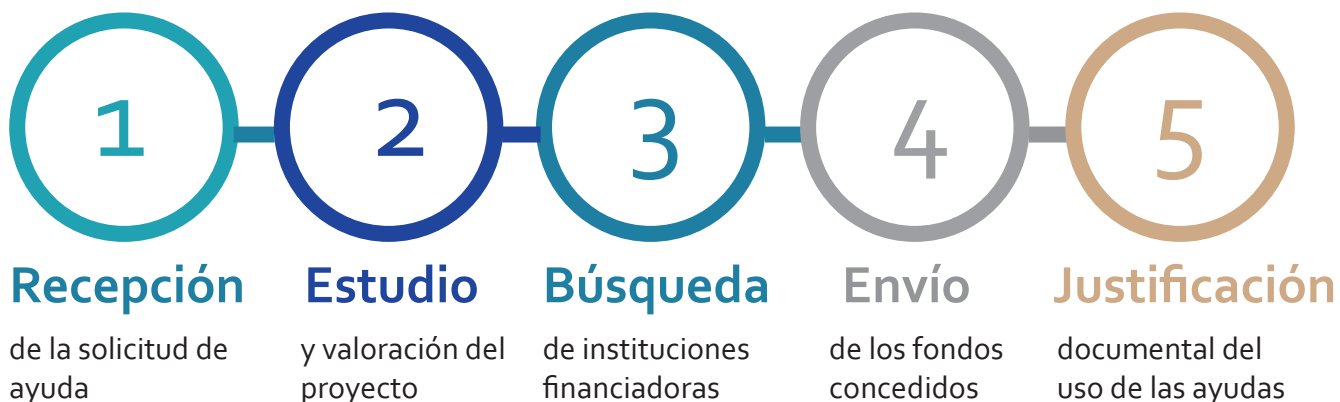 1
2
3
4
5
Recepción
de la solicitud de
ayuda
Estudio
y valoración del
proyecto
Búsqueda
de instituciones
financiadoras
Envío
de los fondos
concedidos
Justificación
documental del
uso de las ayudas